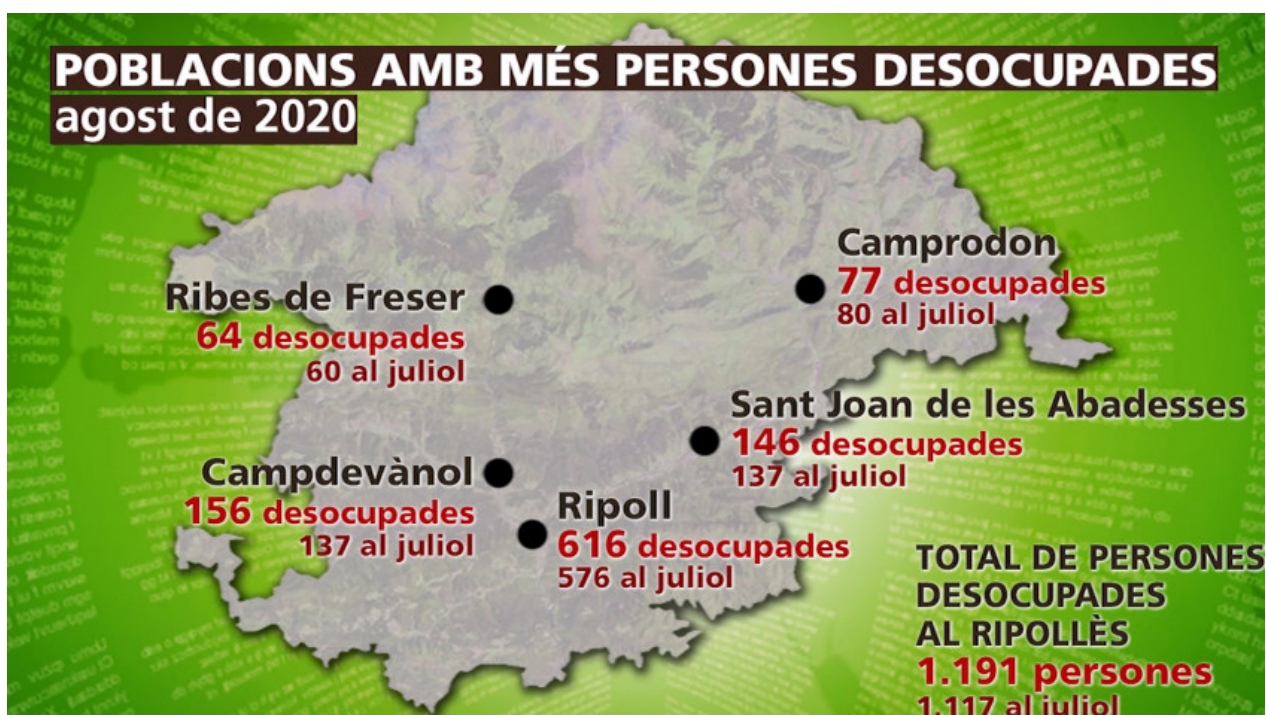 POBLACIONS AMB MÉS PERSONES DESOCUPADES
agost de 2020
Camprodon
77 desocupades
80 al juliol
Ribes de Freser
64 desocupades
60 al juliol
Sant Joan de les Abadesses
146 desocupades
137 al juliol
Campdevànol
156 desocupades
137 al juliol
Ripoll
616 desocupades
576 al juliol
TOTAL DE PERSONES
DESOCUPADES
AL RIPOLLÈS
1.191 persones
1.117 al juliol